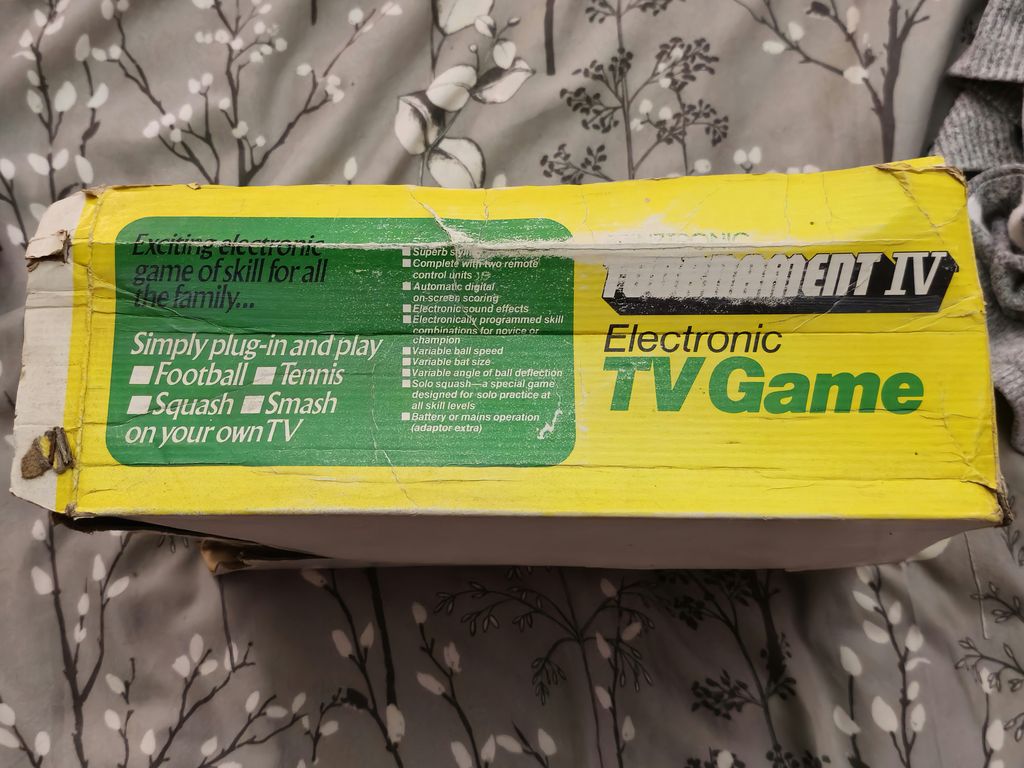 Exciting electronic
game of skill for all
the family...
Simply plug-in and play
Football Tennis
Squash Smash
on your own TV
Superb
Complete with two remote
control units
Automatic digital
on-screen scoring
Electronic sound effects
Electronically programmed skill
combinations for novice or
champion
Variable ball speed
Variable bat size
Variable angle of ball deflection
Solo squash—a special game
designed for solo practice at
all skill levels
Battery or mains operation
(adaptor extra)
TOURNAMENT IV
Electronic
TV Game